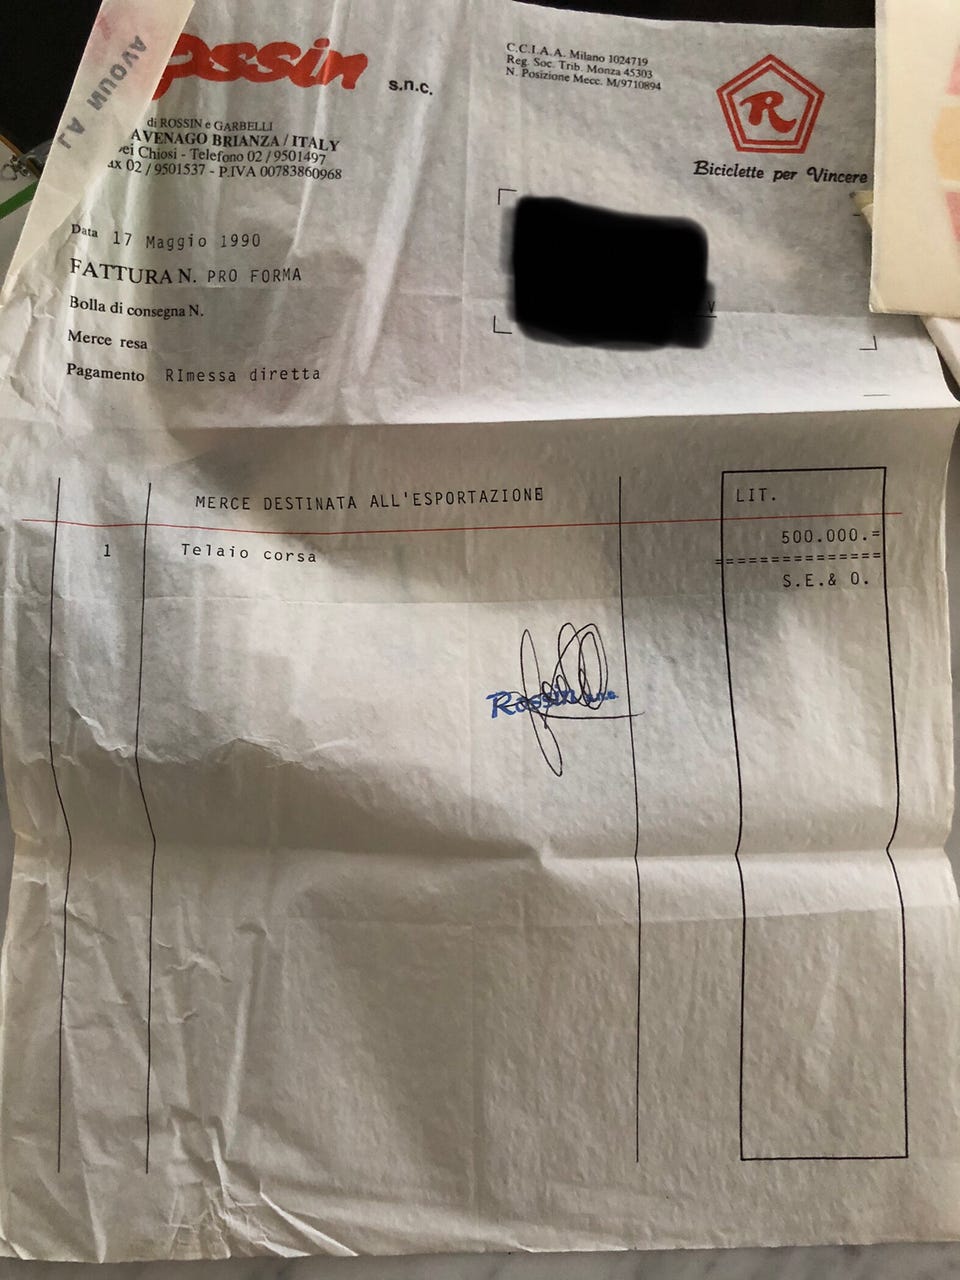 Rossin s.n.c.
di ROSSIN e GARBELLI
AVENAGO BRIANZA / ITALY
ei Chiosi - Telefono 02 / 9501497
ax 02 / 9501537 - P.IVA 00783860968
C.C.I.A.A. Milano 1024719
Reg. Soc. Trib. Monza 45303
N. Posizione Mecc. M/9710894
R
Biciclette per Vincere
Data 17 Maggio 1990
FATTURA N. PRO FORMA
Bolla di consegna N.
Merce resa
Pagamento RImessa diretta
V
MERCE DESTINATA ALL'ESPORTAZIONE
LIT.
1 Telaio corsa 500.000.=
===============
S.E.& O.
Rossin s.n.c.